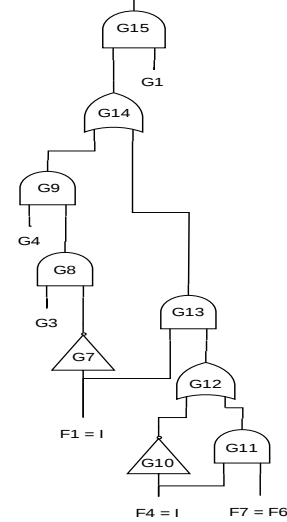 G15
G1
G14
G9
G4
G8
G3
G13
G7
G12
F1 = I
G11
G10
F4 = I
F7 = F6